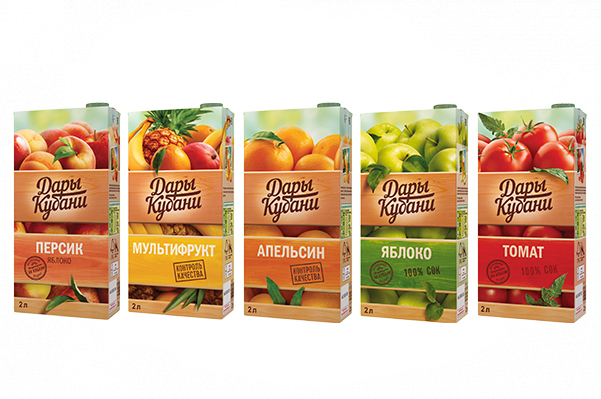 Дары
Кубани
ПЕРСИК
ЯБЛОКО
2 л
Дары
Кубани
МУЛЬТИФРУКТ
КОНТРОЛЬ
КАЧЕСТВА
2 л
Дары
Кубани
АПЕЛЬСИН
КОНТРОЛЬ
КАЧЕСТВА
2 л
Дары
Кубани
ЯБЛОКО
100% СОК
2 л
Дары
Кубани
ТОМАТ
100% СОК
2 л